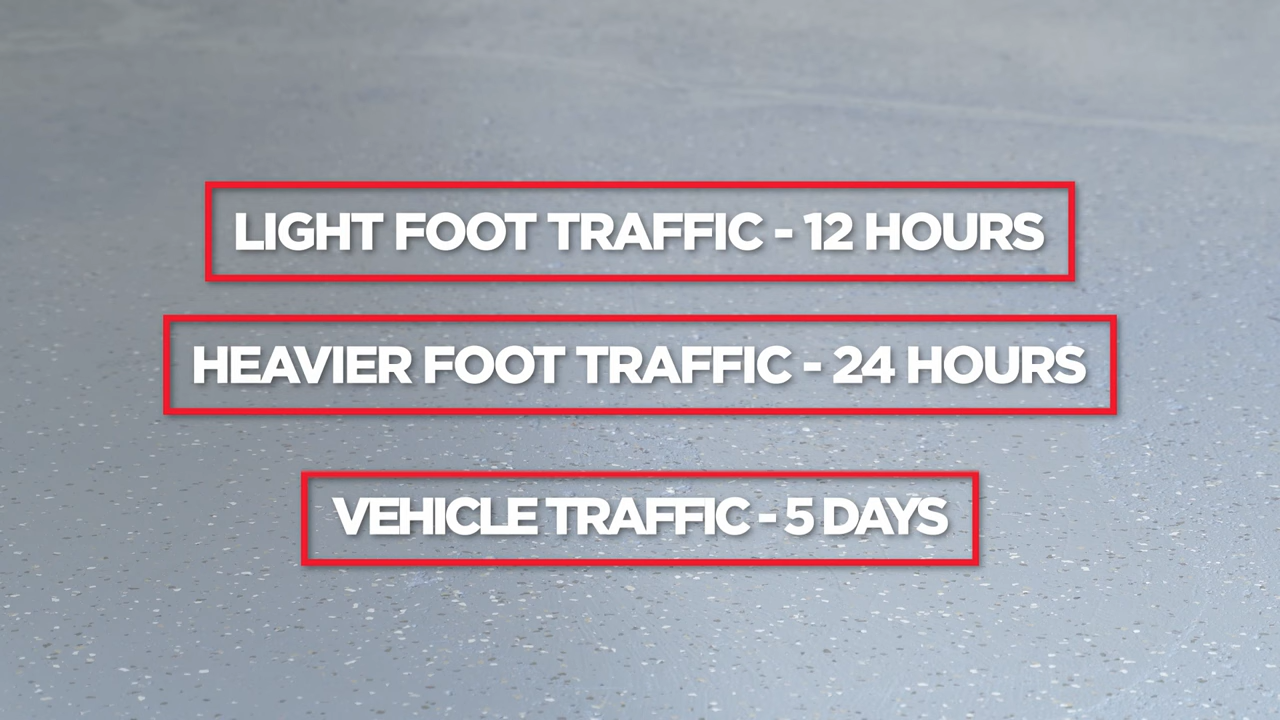 LIGHT FOOT TRAFFIC - 12 HOURS
HEAVIER FOOT TRAFFIC - 24 HOURS
VEHICLE TRAFFIC - 5 DAYS